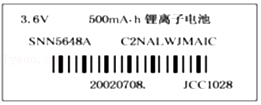 3.6V 500mA·h 锂离子电池
SNN5648A C2NALWJMAIC
20020708. JCC1028